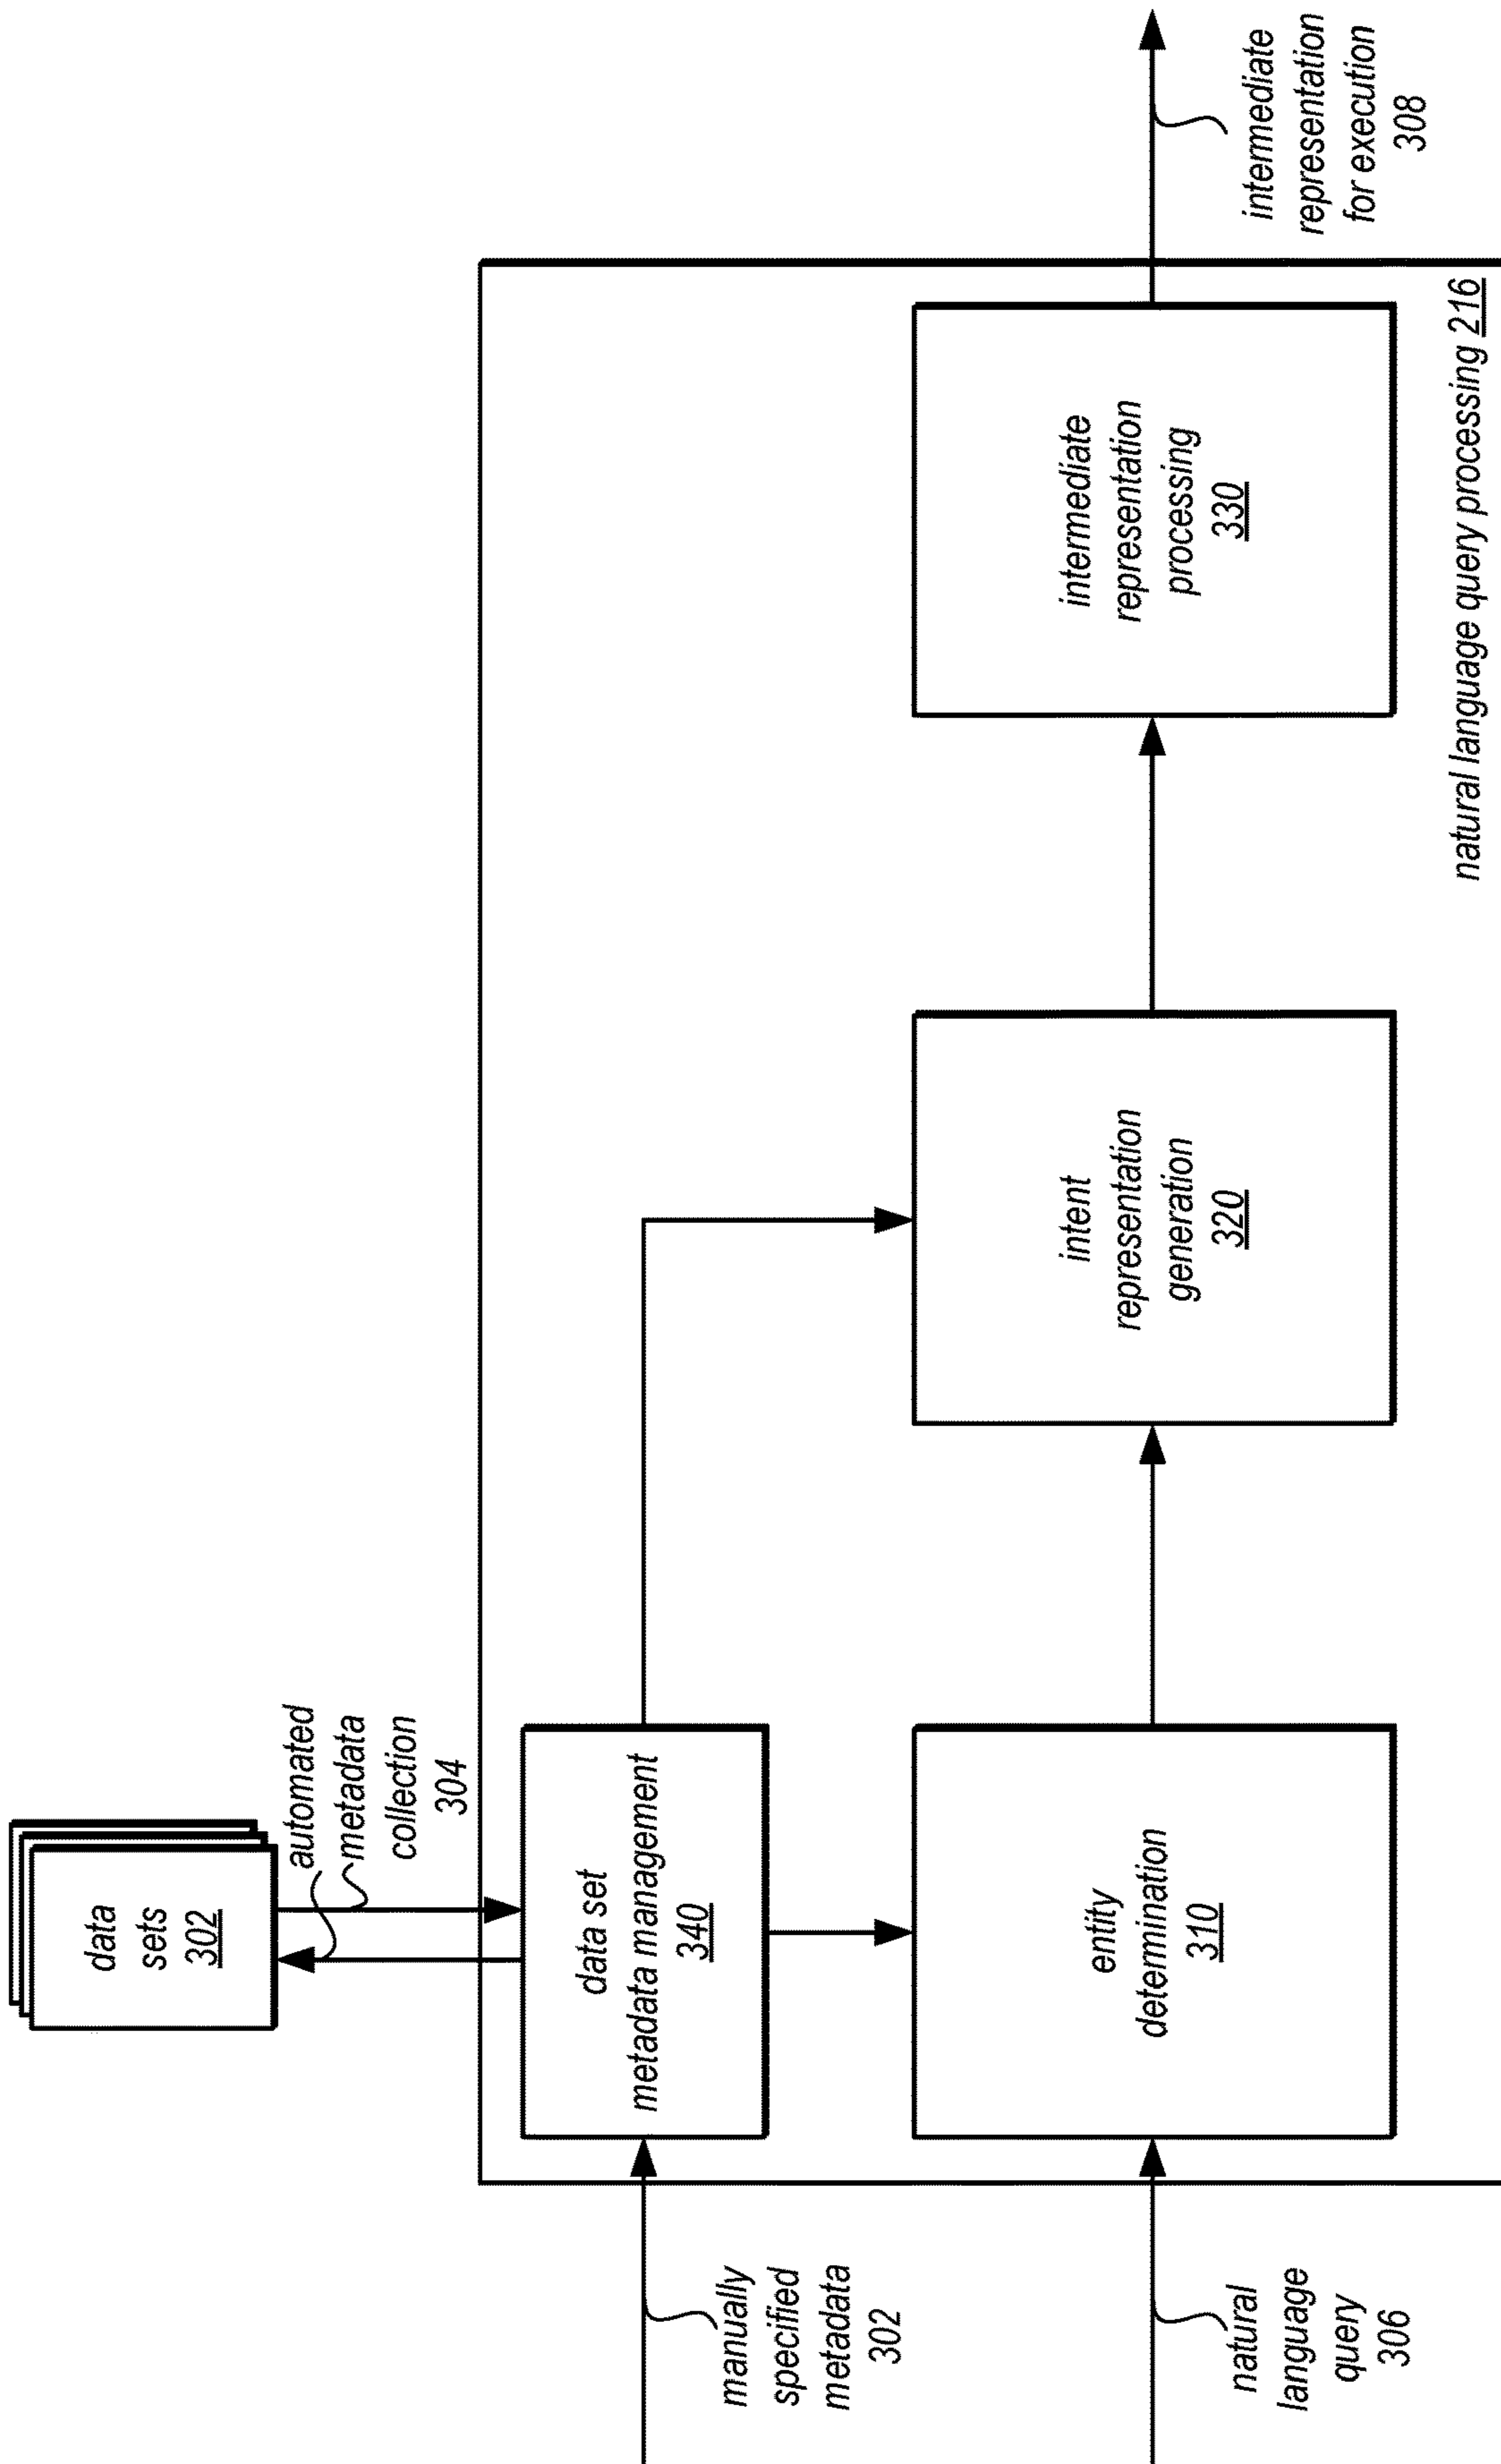 data
sets
302
automated
metadata
collection
304
manually
specified
metadata
302
data set
metadata management
340
natural
language
query
306
entity
determination
310
intent
representation
generation
320
intermediate
representation
processing
330
intermediate
representation
for execution
308
natural language query processing 216